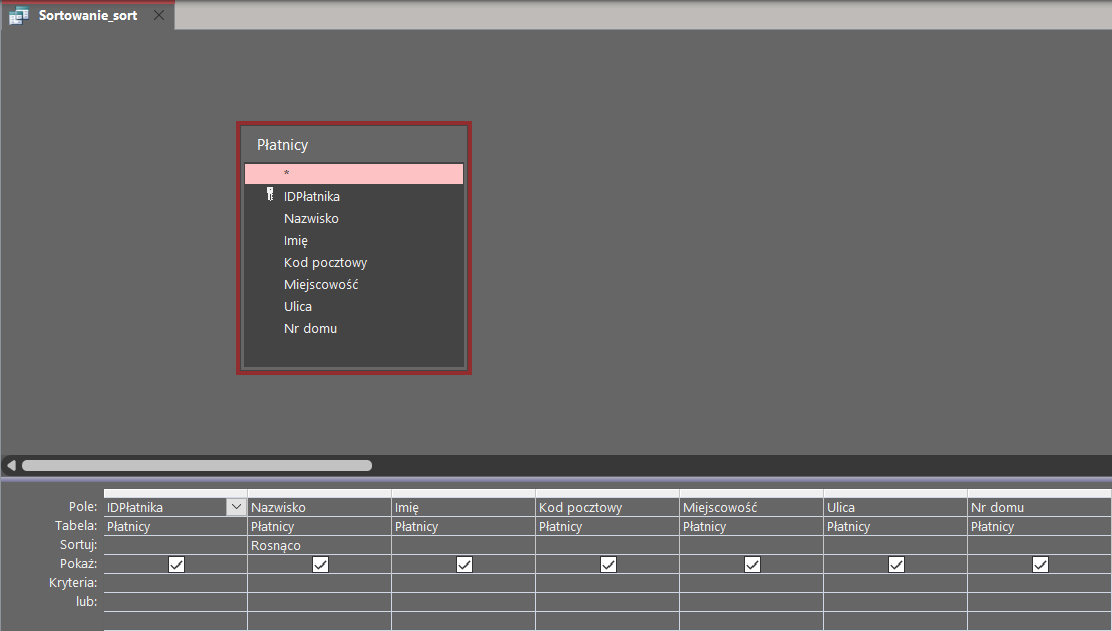 Sortowanie_sort
Płatnicy
*
IDPłatnika
Nazwisko
Imię
Kod pocztowy
Miejscowość
Ulica
Nr domu
Pole: IDPłatnika Nazwisko Imię Kod pocztowy Miejscowość Ulica Nr domu
Tabela: Płatnicy Płatnicy Płatnicy Płatnicy Płatnicy Płatnicy Płatnicy
Sortuj: Rosnąco
Pokaż:
Kryteria:
lub: